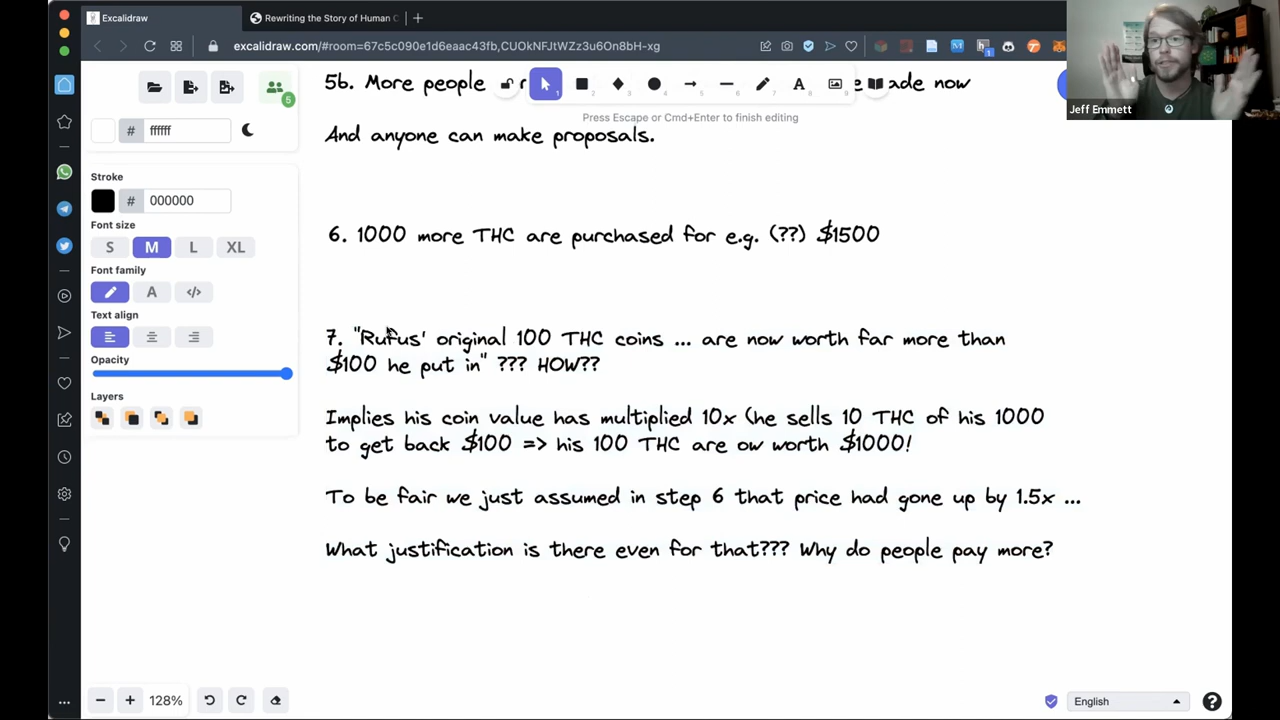 Excalidraw
Rewriting the Story of Human C
excalidraw.com/#room=67c5c090e1d6eaac43fb,CUOkNFJtWZz3u6On8bH-xg
Jeff Emmett
5b. More people
ade now
Press Escape or Cmd+Enter to finish editing
And anyone can make proposals.
5
# ffffff
Stroke
# 000000
Font size
S M L XL
Font family
A </>
Text align
Opacity
Layers
6. 1000 more THC are purchased for e.g. (??) $1500
7. "Rufus' original 100 THC coins ... are now worth far more than
$100 he put in" ??? HOW??
Implies his coin value has multiplied 10x (he sells 10 THC of his 1000
to get back $100 => his 100 THC are ow worth $1000!
To be fair we just assumed in step 6 that price had gone up by 1.5x ...
What justification is there even for that??? Why do people pay more?
128%
English